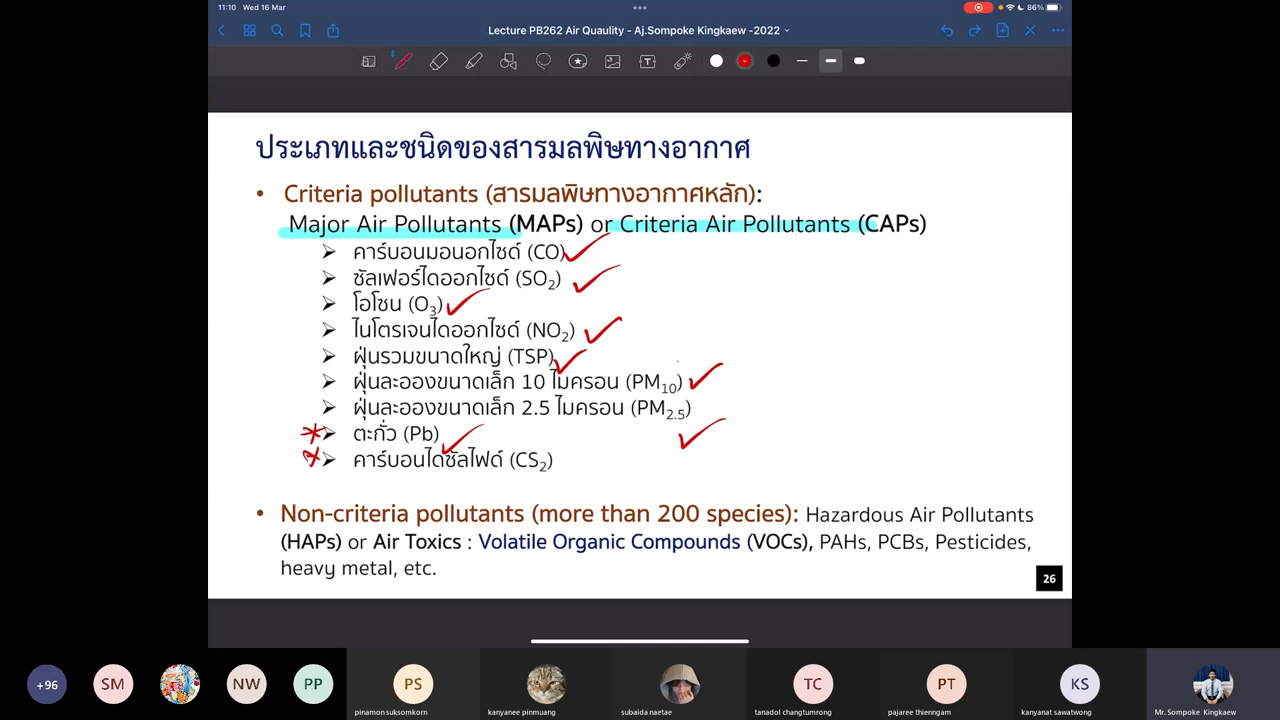 11:10 Wed 16 Mar
86%
Lecture PB262 Air Quaulity - Aj.Sompoke Kingkaew -2022
ประเภทและชนิดของสารมลพิษทางอากาศ
• Criteria pollutants (สารมลพิษทางอากาศหลัก):
Major Air Pollutants (MAPs) or Criteria Air Pollutants (CAPs)
➢ คาร์บอนมอนอกไซด์ (CO)
➢ ซัลเฟอร์ไดออกไซด์ (SO₂)
➢ โอโซน (O₃)
➢ ไนโตรเจนไดออกไซด์ (NO₂)
➢ ฝุ่นรวมขนาดใหญ่ (TSP)
➢ ฝุ่นละอองขนาดเล็ก 10 ไมครอน (PM₁₀)
➢ ฝุ่นละอองขนาดเล็ก 2.5 ไมครอน (PM₂.₅)
➢ ตะกั่ว (Pb)
➢ คาร์บอนไดซัลไฟด์ (CS₂)
• Non-criteria pollutants (more than 200 species): Hazardous Air Pollutants
(HAPs) or Air Toxics : Volatile Organic Compounds (VOCs), PAHs, PCBs, Pesticides,
heavy metal, etc.
26
+96
SM
NW
PP
PS
TC
PT
KS
pinamon suksomkorn
kanyanee pinmuang
subaida naetae
tanadol changtumrong
pajaree thienngam
kanyanat sawatwong
Mr. Sompoke Kingkaew